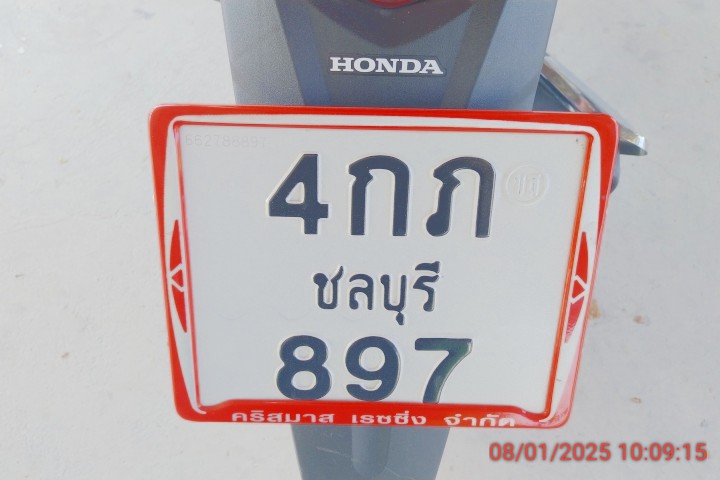 HONDA
4กภ
ชลบุรี
897
คริสมาส เรซซิ่ง จำกัด
08/01/2025 10:09:15